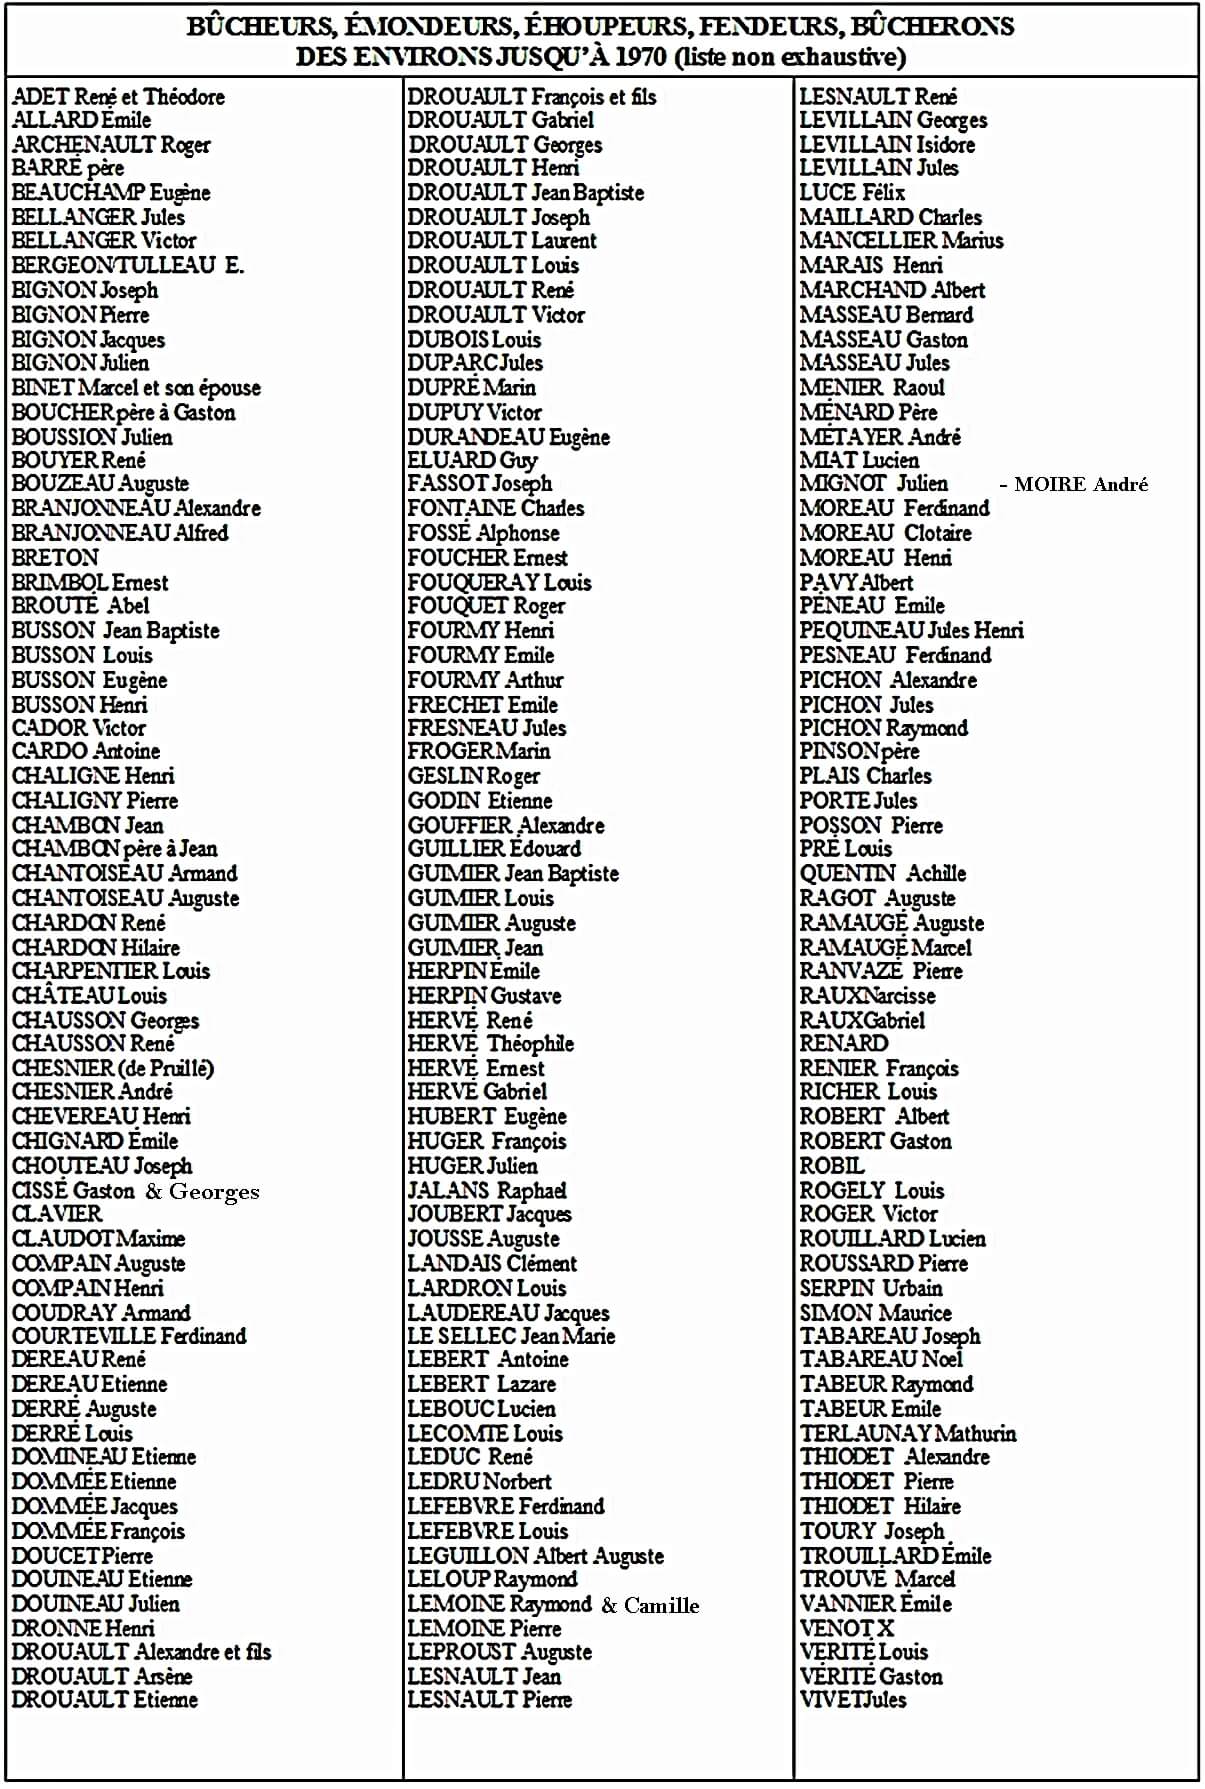 BÛCHEURS, ÉMONDEURS, ÉHOUPEURS, FENDEURS, BÛCHERONS
DES ENVIRONS JUSQU'À 1970 (liste non exhaustive)
ADET René et Théodore
ALLARD Émile
ARCHENAULT Roger
BARRÉ père
BEAUCHAMP Eugène
BELLANGER Jules
BELLANGER Victor
BERGEONTULLEAU E.
BIGNON Joseph
BIGNON Pierre
BIGNON Jacques
BIGNON Julien
BINET Marcel et son épouse
BOUCHER père à Gaston
BOUSSION Julien
BOUYER René
BOUZEAU Auguste
BRANJONNEAU Alexandre
BRANJONNEAU Alfred
BRETON
BRIMBOL Ernest
BROUTÉ Abel
BUSSON Jean Baptiste
BUSSON Louis
BUSSON Eugène
BUSSON Henri
CADOR Victor
CARDO Antoine
CHALIGNE Henri
CHALIGNY Pierre
CHAMBON Jean
CHAMBON père à Jean
CHANTOISEAU Armand
CHANTOISEAU Auguste
CHARDON René
CHARDON Hilaire
CHARPENTIER Louis
CHÂTEAU Louis
CHAUSSON Georges
CHAUSSON René
CHESNIER (de Pruillé)
CHESNIER André
CHEVEREAU Henri
CHIGNARD Émile
CHOUTEAU Joseph
CISSÉ Gaston & Georges
CLAVIER
CLAUDOT Maxime
COMPAIN Auguste
COMPAIN Henri
COUDRAY Armand
COURTEVILLE Ferdinand
DEREAU René
DEREAU Etienne
DERRÉ Auguste
DERRÉ Louis
DOMINEAU Etienne
DOMMÉE Etienne
DOMMÉE Jacques
DOMMÉE François
DOUCET Pierre
DOUINEAU Etienne
DOUINEAU Julien
DRONNE Henri
DROUAULT Alexandre et fils
DROUAULT Arsène
DROUAULT Etienne
DROUAULT François et fils
DROUAULT Gabriel
DROUAULT Georges
DROUAULT Henri
DROUAULT Jean Baptiste
DROUAULT Joseph
DROUAULT Laurent
DROUAULT Louis
DROUAULT René
DROUAULT Victor
DUBOIS Louis
DUPARC Jules
DUPRÉ Marin
DUPUY Victor
DURANDEAU Eugène
ELUARD Guy
FASSOT Joseph
FONTAINE Charles
FOSSÉ Alphonse
FOUCHER Ernest
FOUQUERAY Louis
FOUQUET Roger
FOURMY Henri
FOURMY Emile
FOURMY Arthur
FRECHET Emile
FRESNEAU Jules
FROGER Marin
GESLIN Roger
GODIN Etienne
GOUFFIER Alexandre
GUILLIER Édouard
GUIMIER Jean Baptiste
GUIMIER Louis
GUIMIER Auguste
GUIMIER Jean
HERPIN Émile
HERPIN Gustave
HERVÉ René
HERVÉ Théophile
HERVÉ Ernest
HERVÉ Gabriel
HUBERT Eugène
HUGER François
HUGER Julien
JALANS Raphael
JOUBERT Jacques
JOUSSE Auguste
LANDAIS Clément
LARDRON Louis
LAUDEREAU Jacques
LE SELLEC Jean Marie
LEBERT Antoine
LEBERT Lazare
LEBOUC Lucien
LECOMTE Louis
LEDUC René
LEDRU Norbert
LEFEBVRE Ferdinand
LEFEBVRE Louis
LEGUILLON Albert Auguste
LELOUP Raymond
LEMOINE Raymond & Camille
LEMOINE Pierre
LEPROUST Auguste
LESNAULT Jean
LESNAULT Pierre
LESNAULT René
LEVILLAIN Georges
LEVILLAIN Isidore
LEVILLAIN Jules
LUCE Félix
MAILLARD Charles
MANCELLIER Marius
MARAIS Henri
MARCHAND Albert
MASSEAU Bernard
MASSEAU Gaston
MASSEAU Jules
MENIER Raoul
MÉNARD Père
MÉTAYER André
MIAT Lucien
MIGNOT Julien - MOIRE André
MOREAU Ferdinand
MOREAU Clotaire
MOREAU Henri
PAVY Albert
PÉNEAU Emile
PEQUINEAU Jules Henri
PESNEAU Ferdinand
PICHON Alexandre
PICHON Jules
PICHON Raymond
PINSON père
PLAIS Charles
PORTE Jules
POSSON Pierre
PRÉ Louis
QUENTIN Achille
RAGOT Auguste
RAMAUGÉ Auguste
RAMAUGÉ Marcel
RANVAZÉ Pierre
RAUX Narcisse
RAUX Gabriel
RENARD
RENIER François
RICHER Louis
ROBERT Albert
ROBERT Gaston
ROBIL
ROGELY Louis
ROGER Victor
ROUILLARD Lucien
ROUSSARD Pierre
SERPIN Urbain
SIMON Maurice
TABAREAU Joseph
TABAREAU Noel
TABEUR Raymond
TABEUR Emile
TERLAUNAY Mathurin
THIODET Alexandre
THIODET Pierre
THIODET Hilaire
TOURY Joseph
TROUILLARD Émile
TROUVÉ Marcel
VANNIER Émile
VENOT X
VÉRITÉ Louis
VÉRITÉ Gaston
VIVET Jules